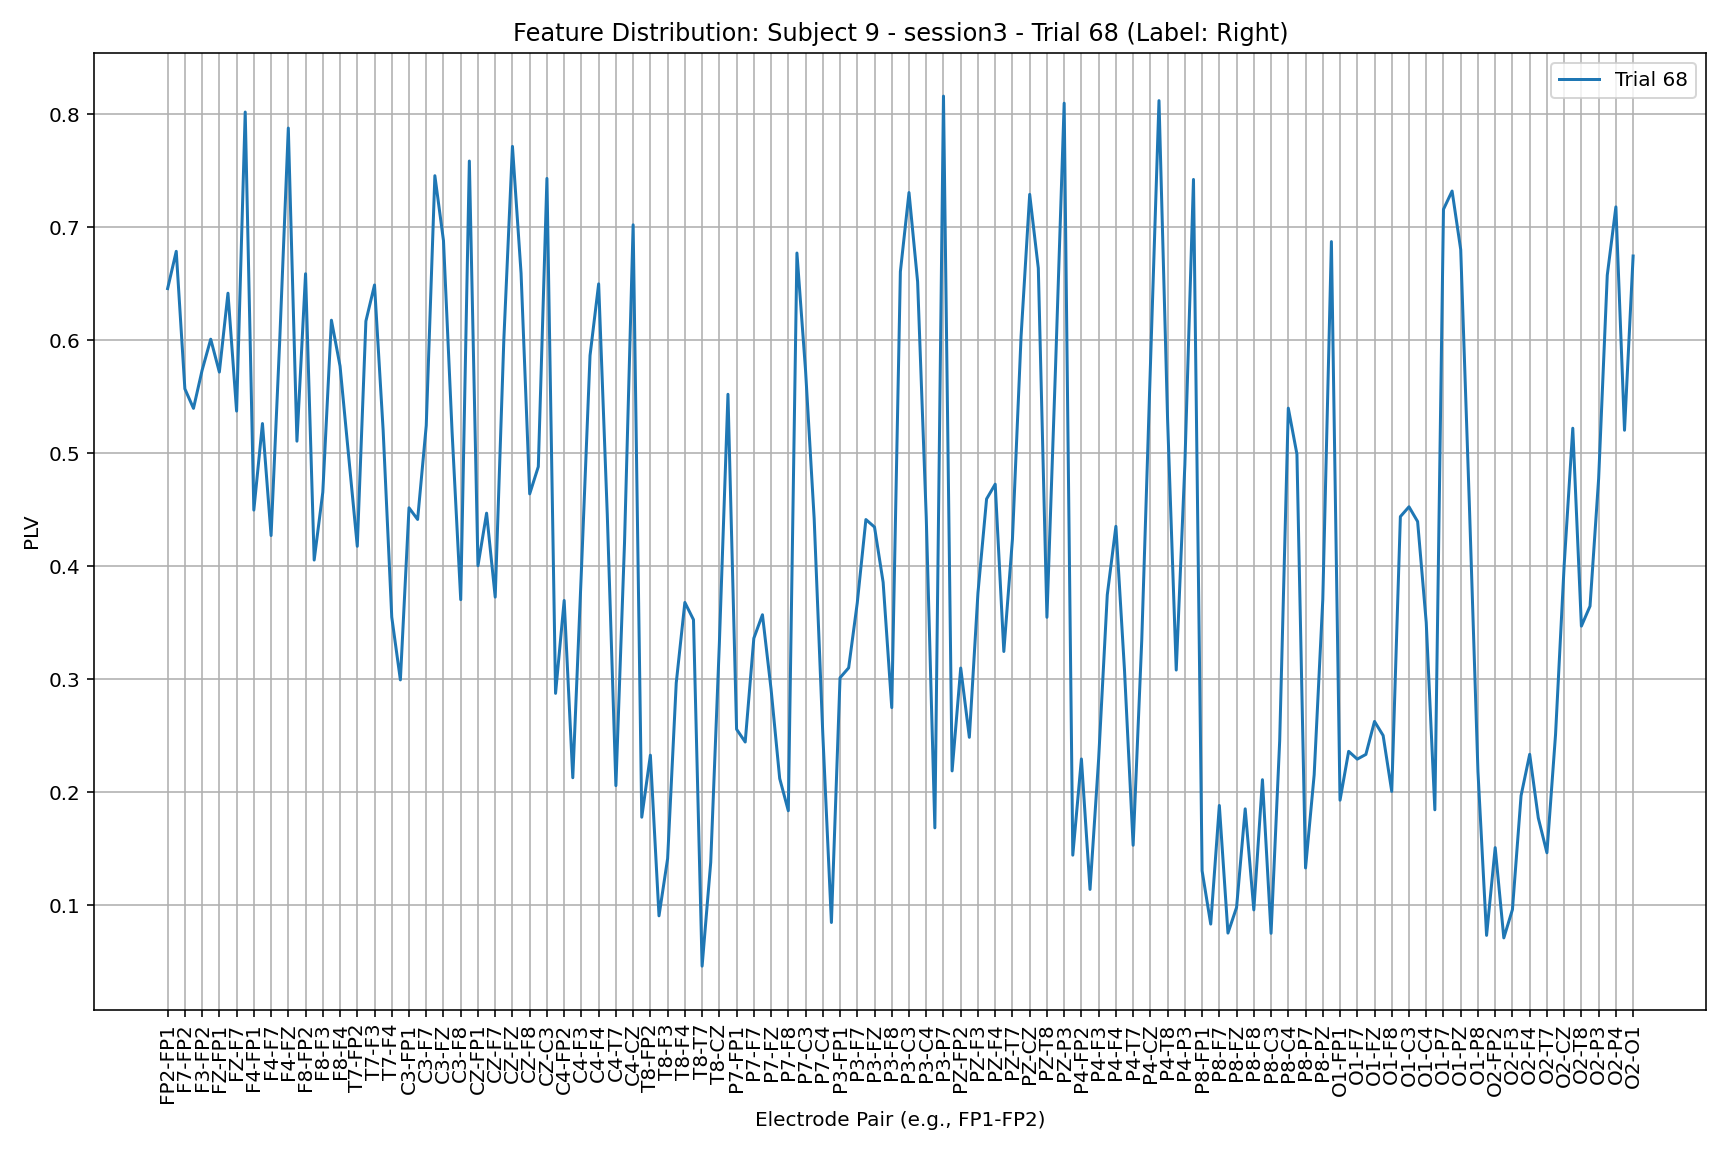 Feature Distribution: Subject 9 - session3 - Trial 68 (Label: Right)
Trial 68
0.8
0.7
0.6
0.5
0.4
0.3
0.2
0.1
PLV
FP2-FP1
F7-FP2
F3-FP2
FZ-FP1
FZ-F7
F4-FP1
F4-F7
F4-FZ
F8-FP2
F8-F3
F8-F4
T7-FP2
T7-F3
T7-F4
C3-FP1
C3-F7
C3-FZ
C3-F8
CZ-FP1
CZ-F7
CZ-FZ
CZ-F8
CZ-C3
C4-FP2
C4-F3
C4-F4
C4-T7
C4-CZ
T8-FP2
T8-F3
T8-F4
T8-T7
T8-CZ
P7-FP1
P7-F7
P7-FZ
P7-F8
P7-C3
P7-C4
P3-FP1
P3-F7
P3-FZ
P3-F8
P3-C3
P3-C4
P3-P7
PZ-FP2
PZ-F3
PZ-F4
PZ-T7
PZ-CZ
PZ-T8
PZ-P3
P4-FP2
P4-F3
P4-F4
P4-T7
P4-CZ
P4-T8
P4-P3
P8-FP1
P8-F7
P8-FZ
P8-F8
P8-C3
P8-C4
P8-P7
P8-PZ
O1-FP1
O1-F7
O1-FZ
O1-F8
O1-C3
O1-C4
O1-P7
O1-PZ
O1-P8
O2-FP2
O2-F3
O2-F4
O2-T7
O2-CZ
O2-T8
O2-P3
O2-P4
O2-O1
Electrode Pair (e.g., FP1-FP2)